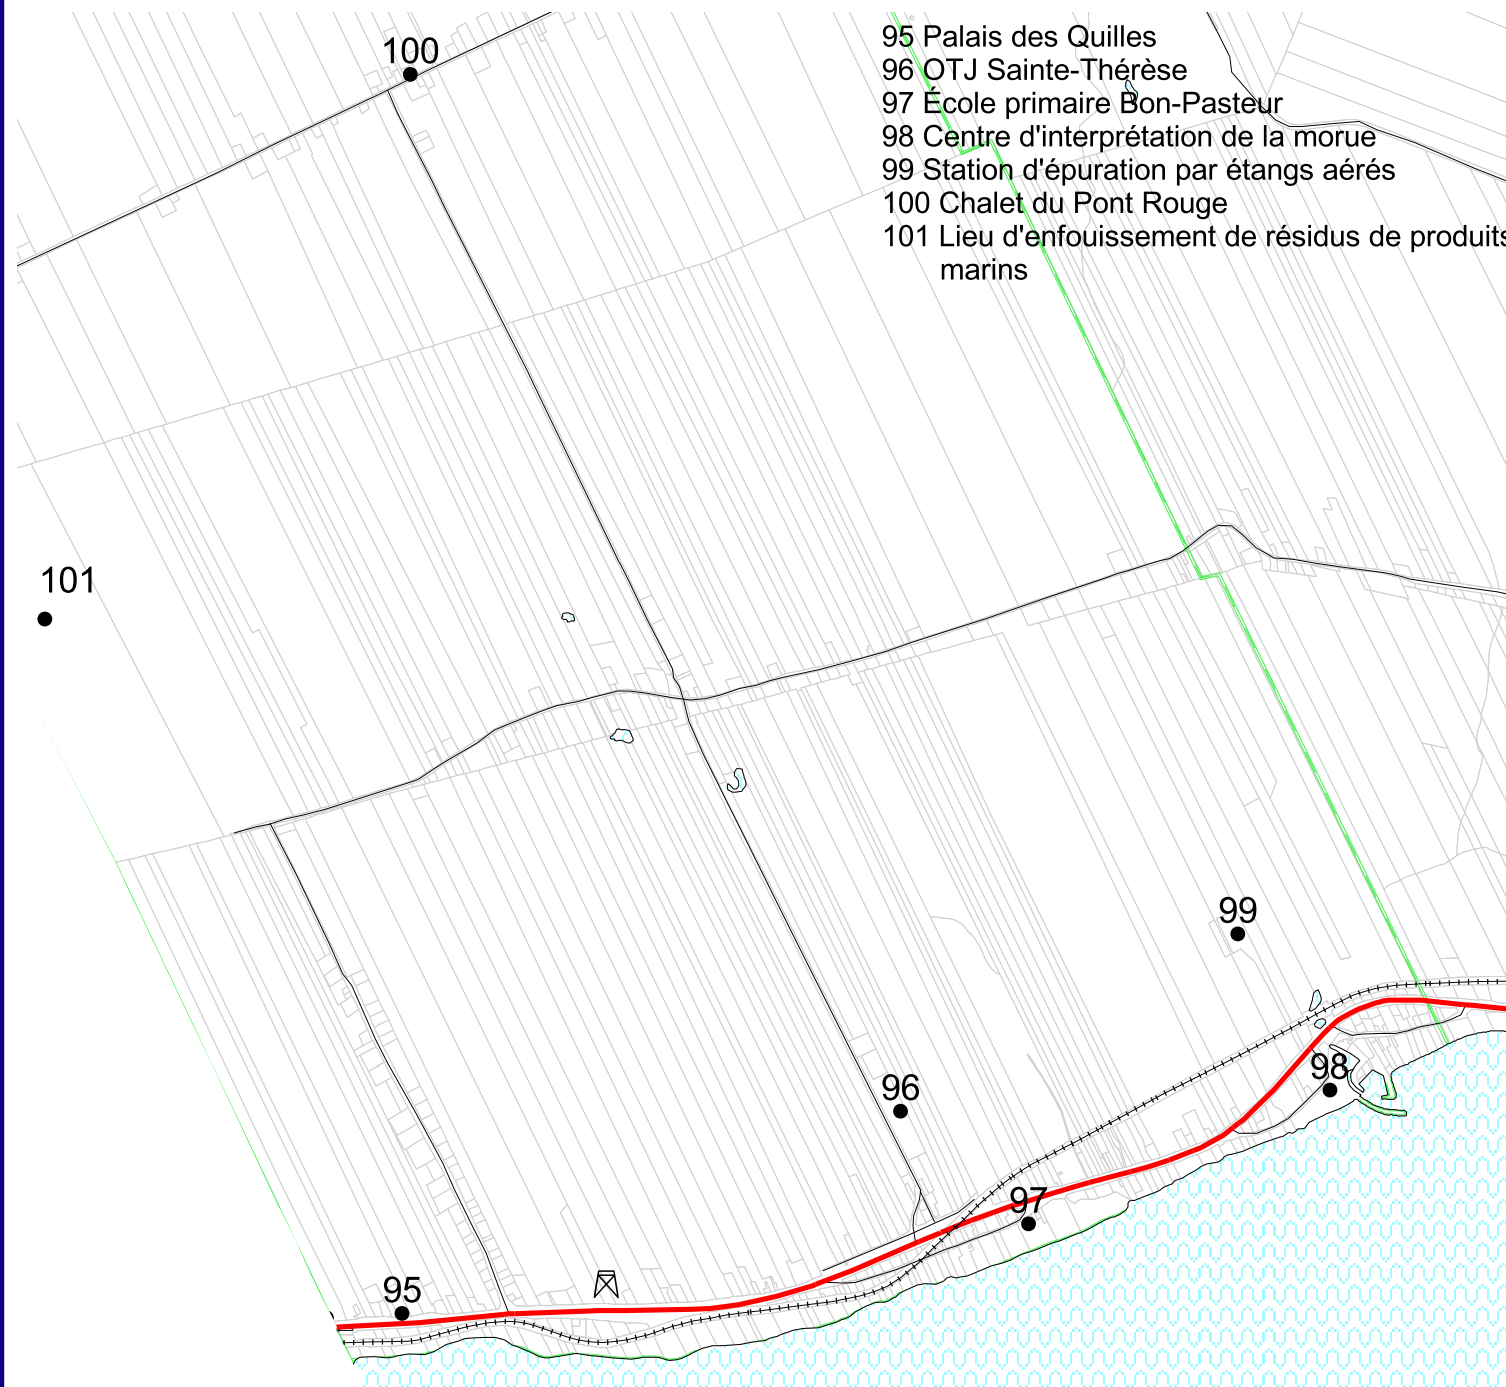 95 Palais des Quilles
96 OTJ Sainte-Thérèse
97 École primaire Bon-Pasteur
98 Centre d'interprétation de la morue
99 Station d'épuration par étangs aérés
100 Chalet du Pont Rouge
101 Lieu d'enfouissement de résidus de produits
marins
100
101
99
98
96
97
95